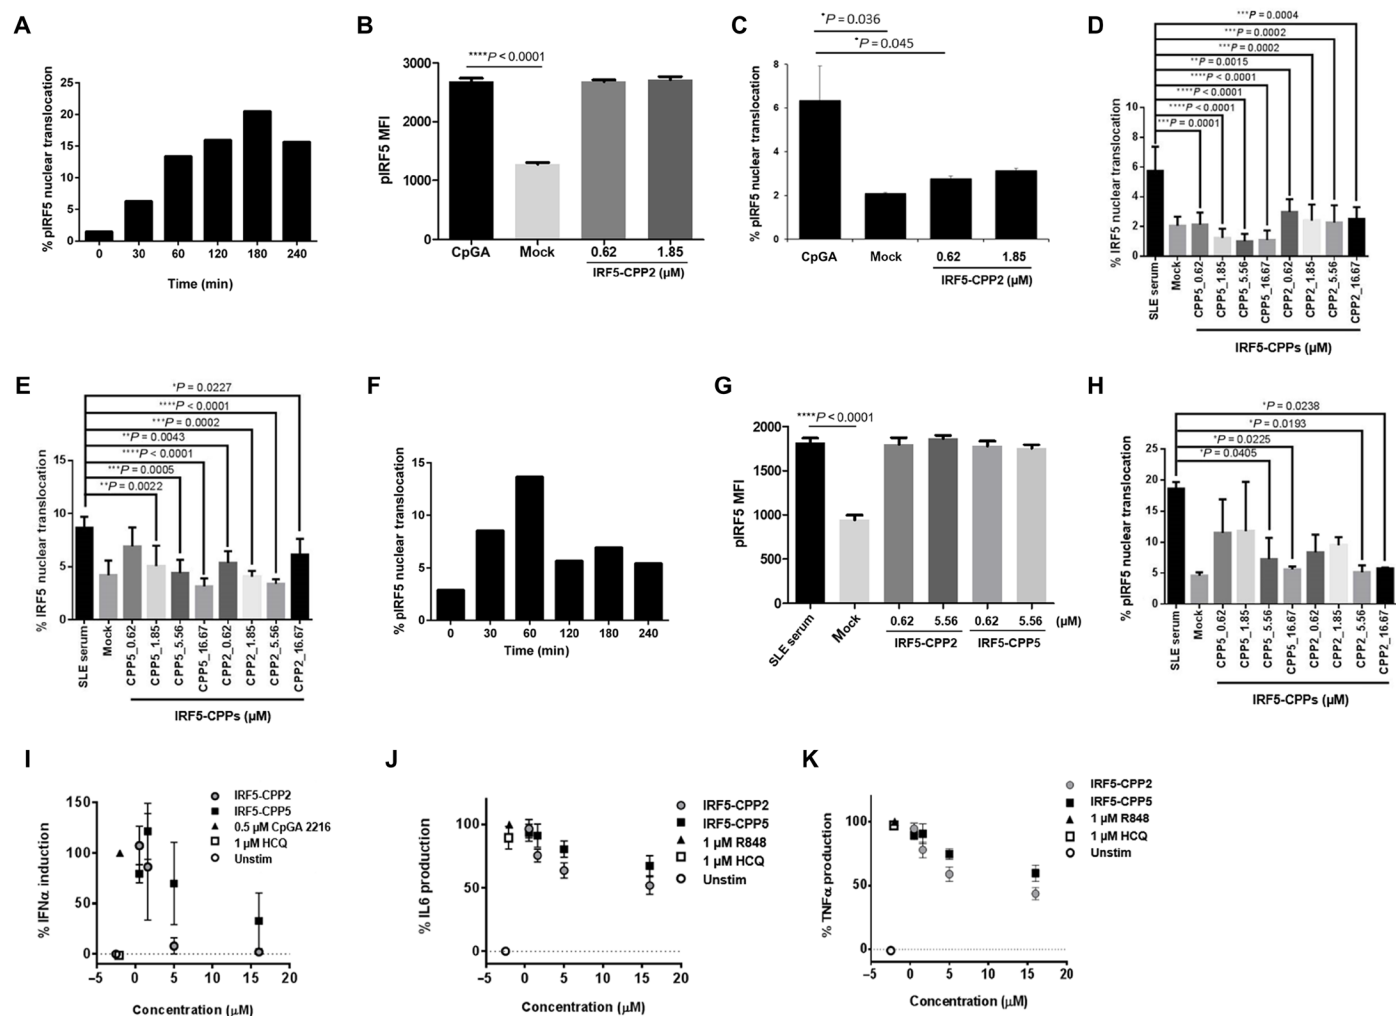 A
25
20
15
10
5
0
% pIRF5 nuclear translocation
0 30 60 120 180 240
Time (min)
B
****P < 0.0001
3000
2000
1000
0
pIRF5 MFI
CpGA Mock 0.62 1.85
IRF5-CPP2 (µM)
C
*P = 0.036
*P = 0.045
8
6
4
2
0
% pIRF5 nuclear translocation
CpGA Mock 0.62 1.85
IRF5-CPP2 (µM)
D
***P = 0.0004
***P = 0.0002
***P = 0.0002
**P = 0.0015
****P < 0.0001
****P < 0.0001
****P < 0.0001
***P = 0.0001
10
8
6
4
2
0
% IRF5 nuclear translocation
SLE serum
Mock
CPP5_0.62
CPP5_1.85
CPP5_5.56
CPP5_16.67
CPP2_0.62
CPP2_1.85
CPP2_5.56
CPP2_16.67
IRF5-CPPs (µM)
E
*P = 0.0227
****P < 0.0001
***P = 0.0002
**P = 0.0043
****P < 0.0001
***P = 0.0005
**P = 0.0022
15
10
5
0
% IRF5 nuclear translocation
SLE serum
Mock
CPP5_0.62
CPP5_1.85
CPP5_5.56
CPP5_16.67
CPP2_0.62
CPP2_1.85
CPP2_5.56
CPP2_16.67
IRF5-CPPs (µM)
F
15
10
5
0
% pIRF5 nuclear translocation
0 30 60 120 180 240
Time (min)
G
****P < 0.0001
2000
1500
1000
500
0
pIRF5 MFI
SLE serum
Mock
0.62 5.56 0.62 5.56 (µM)
IRF5-CPP2 IRF5-CPP5
H
*P = 0.0238
*P = 0.0193
*P = 0.0225
*P = 0.0405
25
20
15
10
5
0
% pIRF5 nuclear translocation
SLE serum
Mock
CPP5_0.62
CPP5_1.85
CPP5_5.56
CPP5_16.67
CPP2_0.62
CPP2_1.85
CPP2_5.56
CPP2_16.67
IRF5-CPPs (µM)
I
150
100
50
0
% IFNα induction
IRF5-CPP2
IRF5-CPP5
0.5 µM CpGA 2216
1 µM HCQ
Unstim
−5 0 5 10 15 20
Concentration (µM)
J
100
50
0
% IL6 production
IRF5-CPP2
IRF5-CPP5
1 µM R848
1 µM HCQ
Unstim
−5 0 5 10 15 20
Concentration (µM)
K
100
50
0
% TNFα production
IRF5-CPP2
IRF5-CPP5
1 µM R848
1 µM HCQ
Unstim
−5 0 5 10 15 20
Concentration (µM)